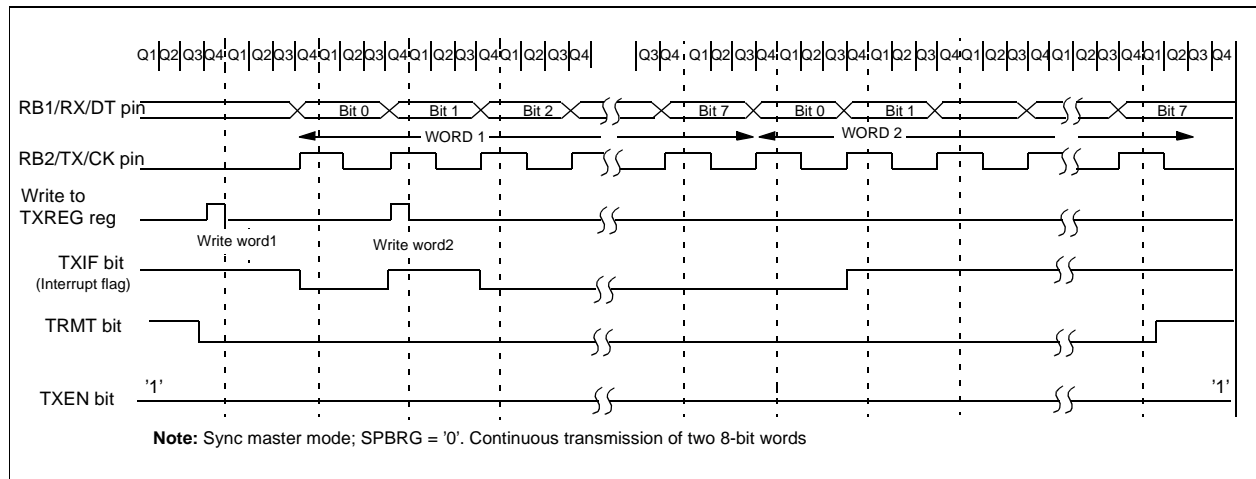 Q1 Q2 Q3 Q4 Q1 Q2 Q3 Q4 Q1 Q2 Q3 Q4 Q1 Q2 Q3 Q4 Q1 Q2 Q3 Q4 Q3 Q4 Q1 Q2 Q3 Q4 Q1 Q2 Q3 Q4 Q1 Q2 Q3 Q4 Q1 Q2 Q3 Q4 Q1 Q2 Q3 Q4 Q1 Q2 Q3 Q4
RB1/RX/DT pin Bit 0 Bit 1 Bit 2 Bit 7 Bit 0 Bit 1 Bit 7
WORD 1 WORD 2
RB2/TX/CK pin
Write to
TXREG reg
Write word1 Write word2
TXIF bit
(Interrupt flag)
TRMT bit
'1' '1'
TXEN bit
Note: Sync master mode; SPBRG = '0'. Continuous transmission of two 8-bit words